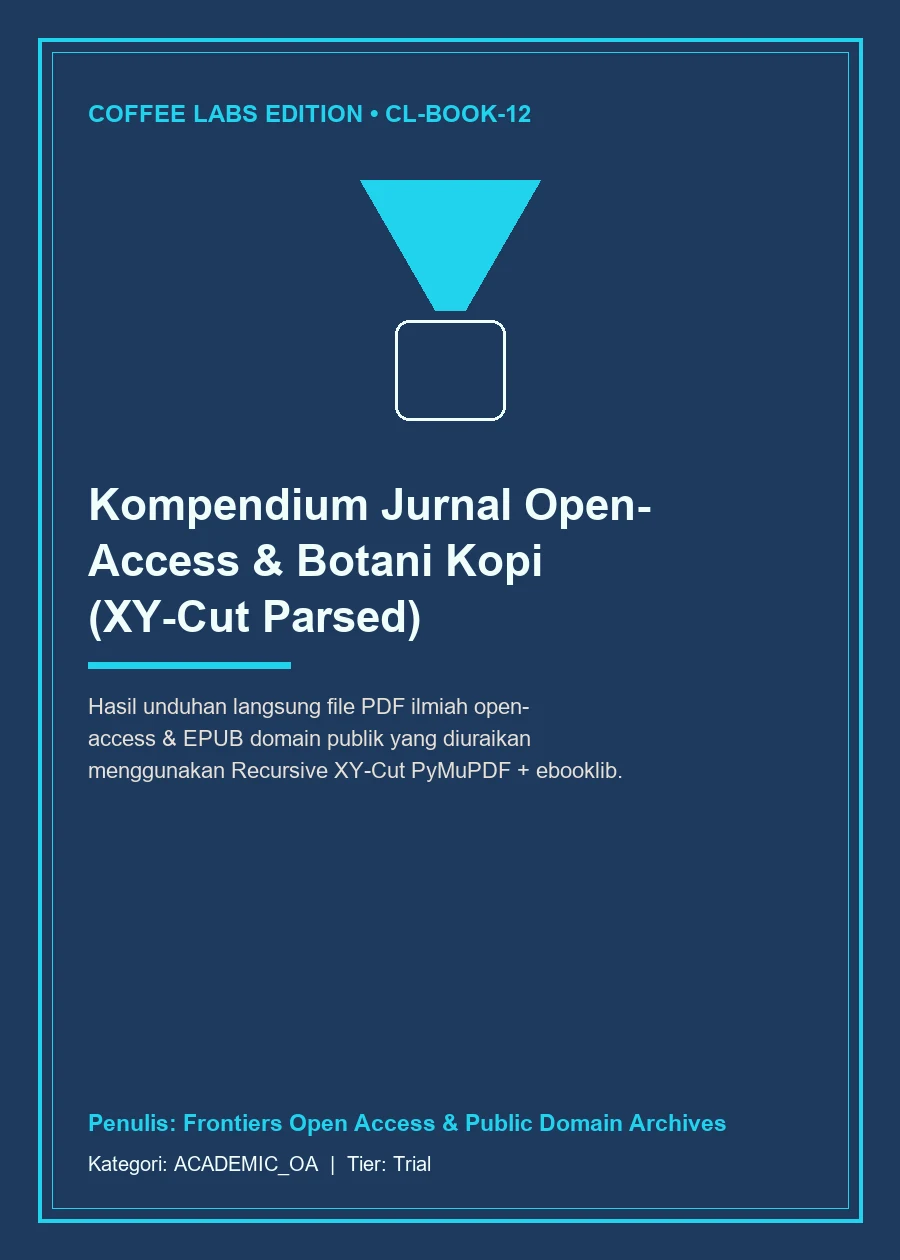 COFFEE LABS EDITION • CL-BOOK-12
Kompendium Jurnal Open-
Access & Botani Kopi
(XY-Cut Parsed)
Hasil unduhan langsung file PDF ilmiah open-
access & EPUB domain publik yang diuraikan
menggunakan Recursive XY-Cut PyMuPDF + ebooklib.
Penulis: Frontiers Open Access & Public Domain Archives
Kategori: ACADEMIC_OA | Tier: Trial